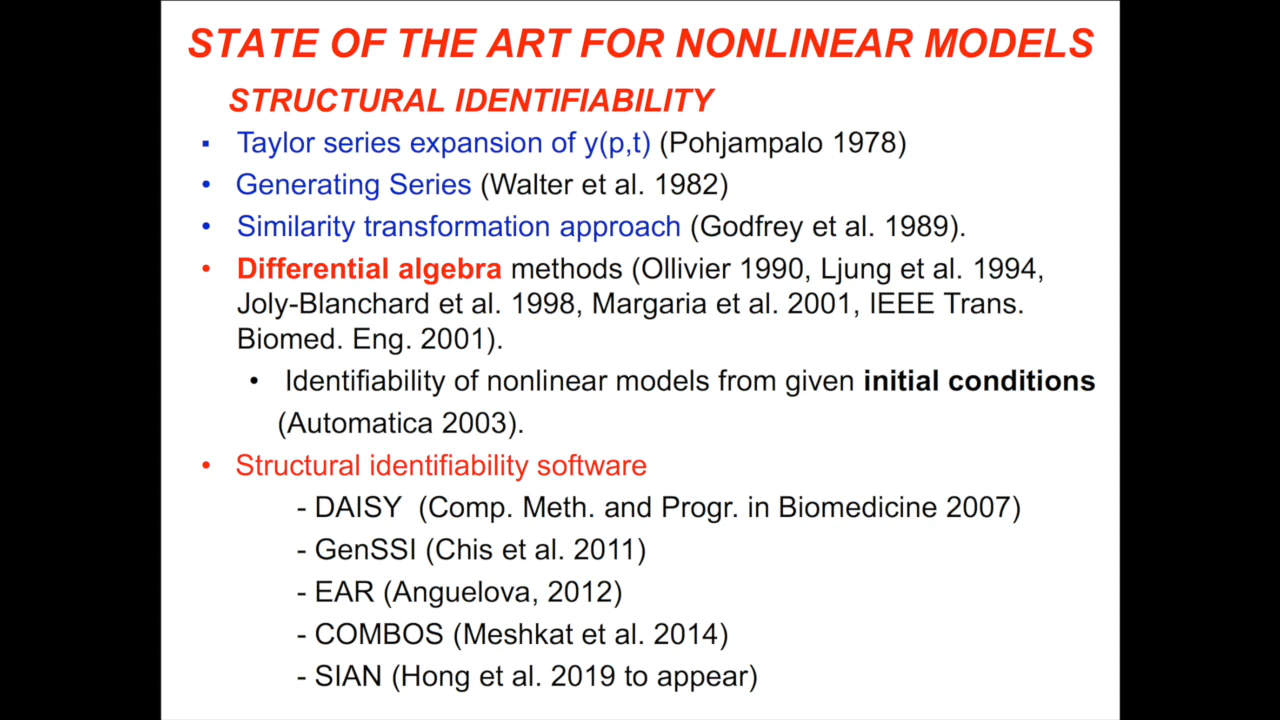 STATE OF THE ART FOR NONLINEAR MODELS
STRUCTURAL IDENTIFIABILITY
▪ Taylor series expansion of y(p,t) (Pohjampalo 1978)
• Generating Series (Walter et al. 1982)
• Similarity transformation approach (Godfrey et al. 1989).
• Differential algebra methods (Ollivier 1990, Ljung et al. 1994,
Joly-Blanchard et al. 1998, Margaria et al. 2001, IEEE Trans.
Biomed. Eng. 2001).
• Identifiability of nonlinear models from given initial conditions
(Automatica 2003).
• Structural identifiability software
- DAISY (Comp. Meth. and Progr. in Biomedicine 2007)
- GenSSI (Chis et al. 2011)
- EAR (Anguelova, 2012)
- COMBOS (Meshkat et al. 2014)
- SIAN (Hong et al. 2019 to appear)